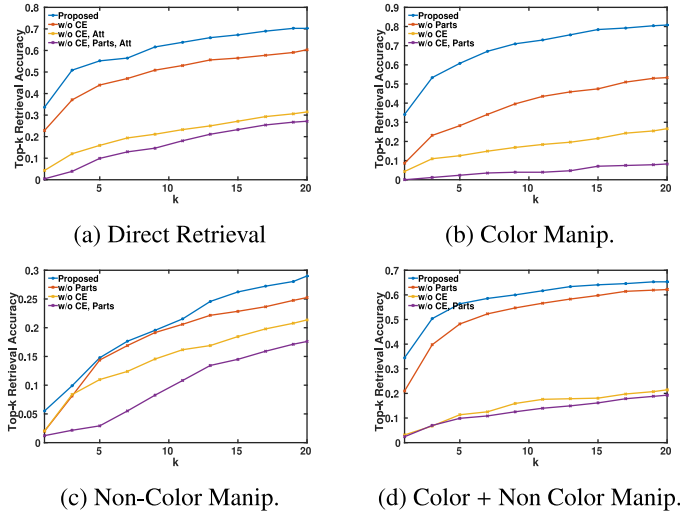 0.8
0.7
0.6
0.5
0.4
0.3
0.2
0.1
0
Top-k Retrieval Accuracy
Proposed
w/o CE
w/o CE, Att
w/o CE, Parts, Att
5 10 15 20
k
(a) Direct Retrieval
0.9
0.8
0.7
0.6
0.5
0.4
0.3
0.2
0.1
0
Top-k Retrieval Accuracy
Proposed
w/o Parts
w/o CE
w/o CE, Parts
5 10 15 20
k
(b) Color Manip.
0.3
0.25
0.2
0.15
0.1
0.05
0
Top-k Retrieval Accuracy
Proposed
w/o Parts
w/o CE
w/o CE, Parts
5 10 15 20
k
(c) Non-Color Manip.
0.7
0.6
0.5
0.4
0.3
0.2
0.1
0
Top-k Retrieval Accuracy
Proposed
w/o Parts
w/o CE
w/o CE, Parts
5 10 15 20
k
(d) Color + Non Color Manip.